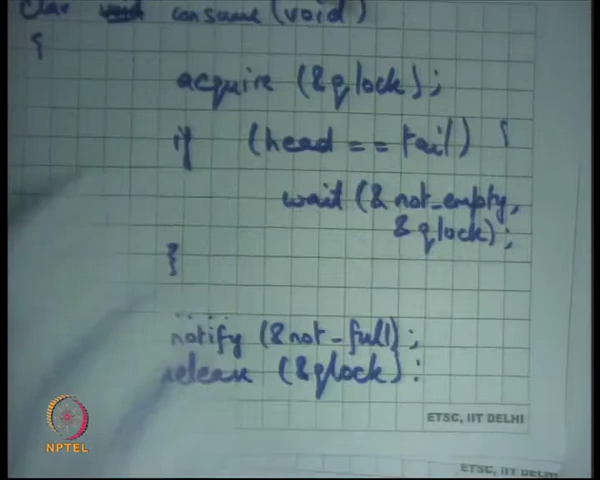 char consume (void)
{
acquire (&qlock);
if (head == tail) {
wait (&not_empty,
&qlock);
}
......
notify (&not_full);
release (&qlock);
ETSC, IIT DELHI
NPTEL
ETSC, IIT DELHI